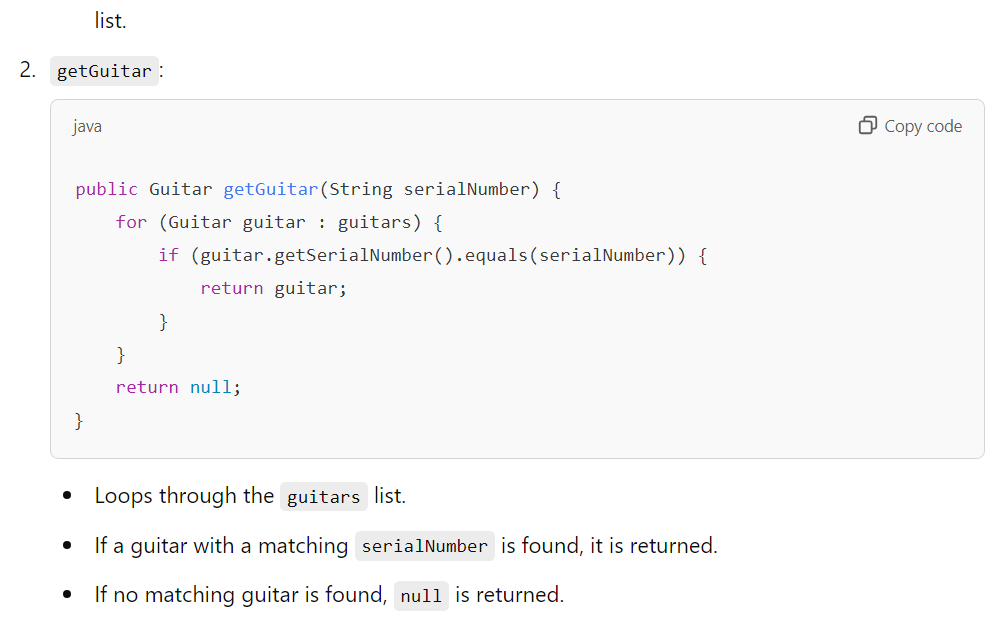 list.
2. getGuitar:
java Copy code
public Guitar getGuitar(String serialNumber) {
    for (Guitar guitar : guitars) {
        if (guitar.getSerialNumber().equals(serialNumber)) {
            return guitar;
        }
    }
    return null;
}
• Loops through the guitars list.
• If a guitar with a matching serialNumber is found, it is returned.
• If no matching guitar is found, null is returned.